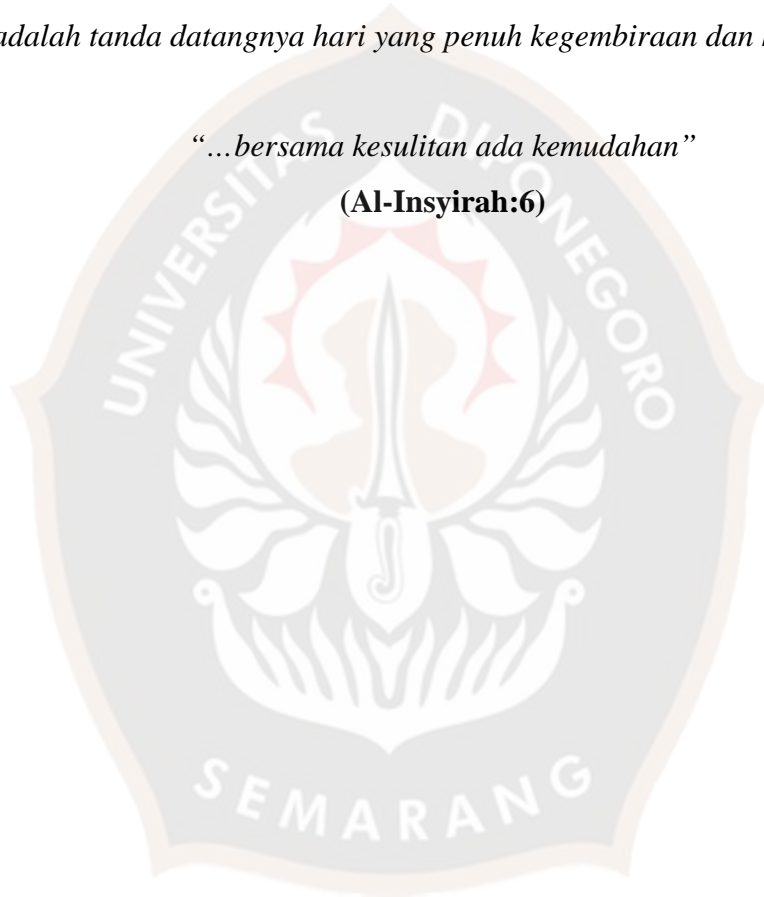 adalah tanda datangnya hari yang penuh kegembiraan dan
“…bersama kesulitan ada kemudahan”
(Al-Insyirah:6)
UNIVERSITAS DIPONEGORO
SEMARANG